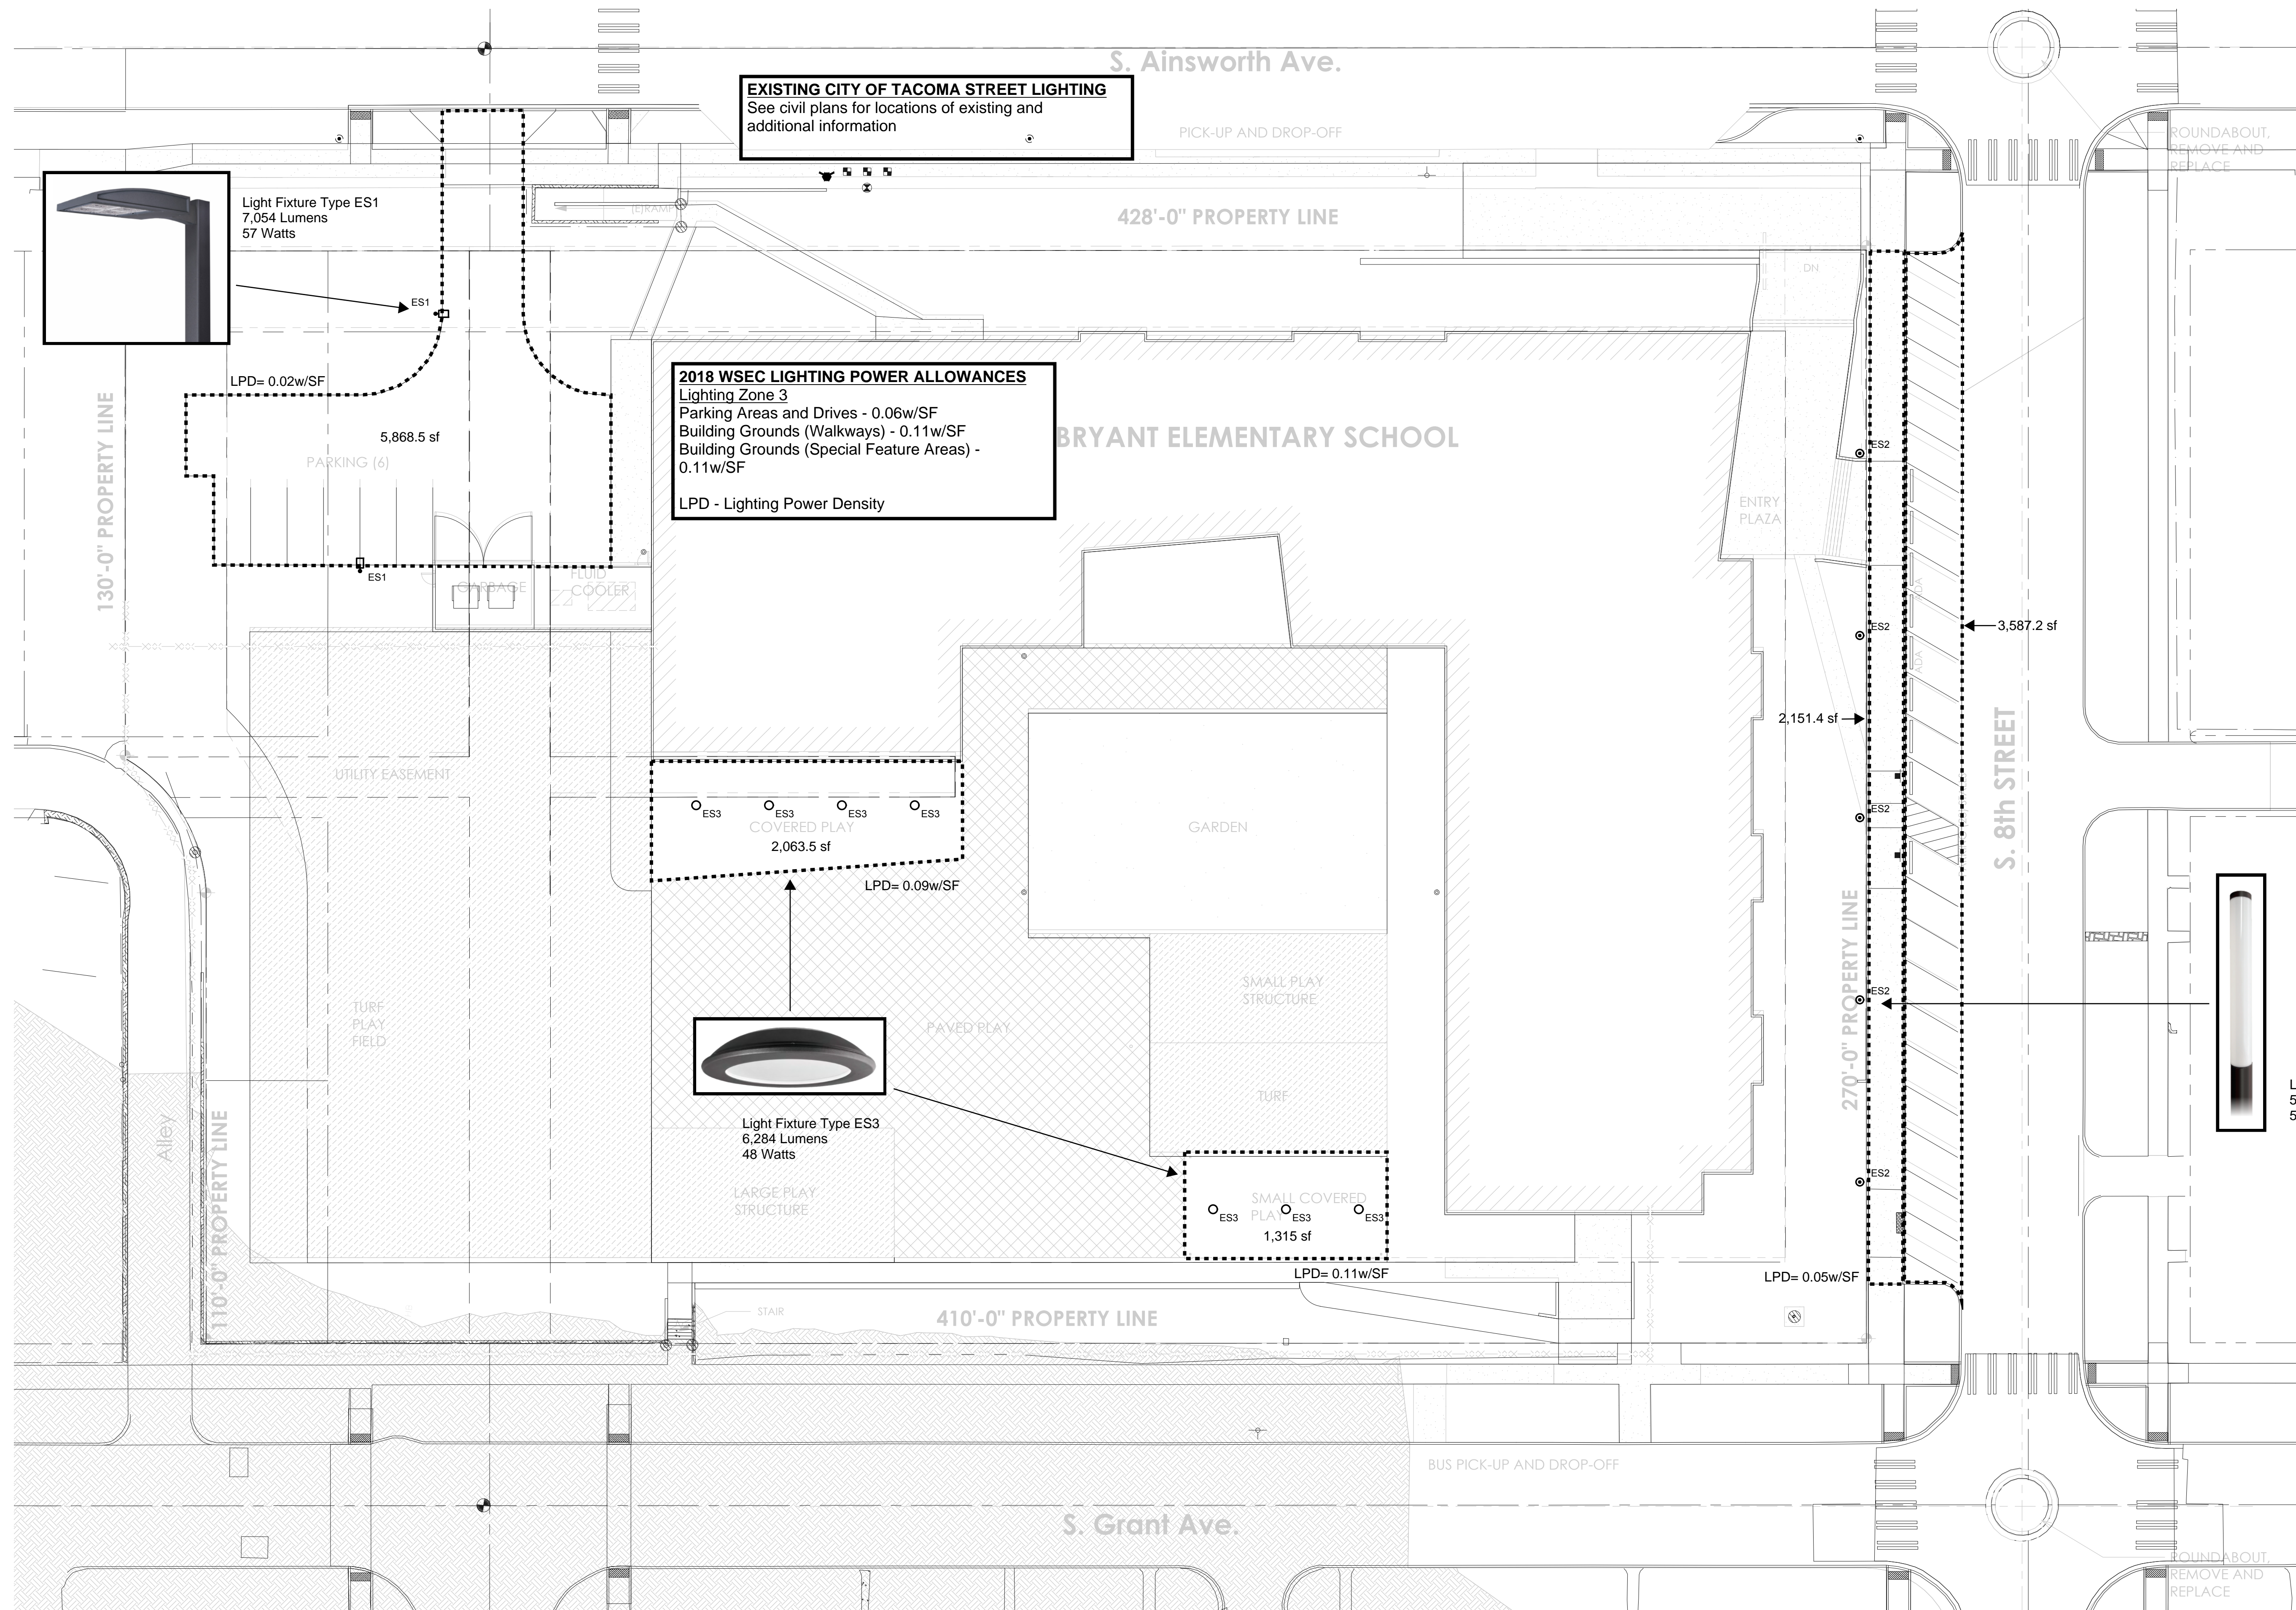 S. Ainsworth Ave.
EXISTING CITY OF TACOMA STREET LIGHTING
See civil plans for locations of existing and
additional information
PICK-UP AND DROP-OFF
ROUNDABOUT,
REMOVE AND
REPLACE
Light Fixture Type ES1
7,054 Lumens
57 Watts
[E]RAMP
428'-0" PROPERTY LINE
DN
ES1
LPD= 0.02w/SF
5,868.5 sf
PARKING (6)
130'-0" PROPERTY LINE
ES1
GARBAGE
FLUID
COOLER
2018 WSEC LIGHTING POWER ALLOWANCES
Lighting Zone 3
Parking Areas and Drives - 0.06w/SF
Building Grounds (Walkways) - 0.11w/SF
Building Grounds (Special Feature Areas) -
0.11w/SF
LPD - Lighting Power Density
BRYANT ELEMENTARY SCHOOL
ENTRY
PLAZA
ES2
ADA
ES2
ADA
3,587.2 sf
2,151.4 sf
S. 8th STREET
UTILITY EASEMENT
ES3
ES3
ES3
ES3
COVERED PLAY
2,063.5 sf
LPD= 0.09w/SF
GARDEN
ES2
270'-0" PROPERTY LINE
ES2
SMALL PLAY
STRUCTURE
TURF
PLAY
FIELD
PAVED PLAY
TURF
Light Fixture Type ES3
6,284 Lumens
48 Watts
Alley
110'-0" PROPERTY LINE
LARGE PLAY
STRUCTURE
SMALL COVERED
PLAY
ES3
ES3
ES3
1,315 sf
LPD= 0.11w/SF
ES2
LPD= 0.05w/SF
L
5
5
STAIR
410'-0" PROPERTY LINE
BUS PICK-UP AND DROP-OFF
S. Grant Ave.
ROUNDABOUT,
REMOVE AND
REPLACE